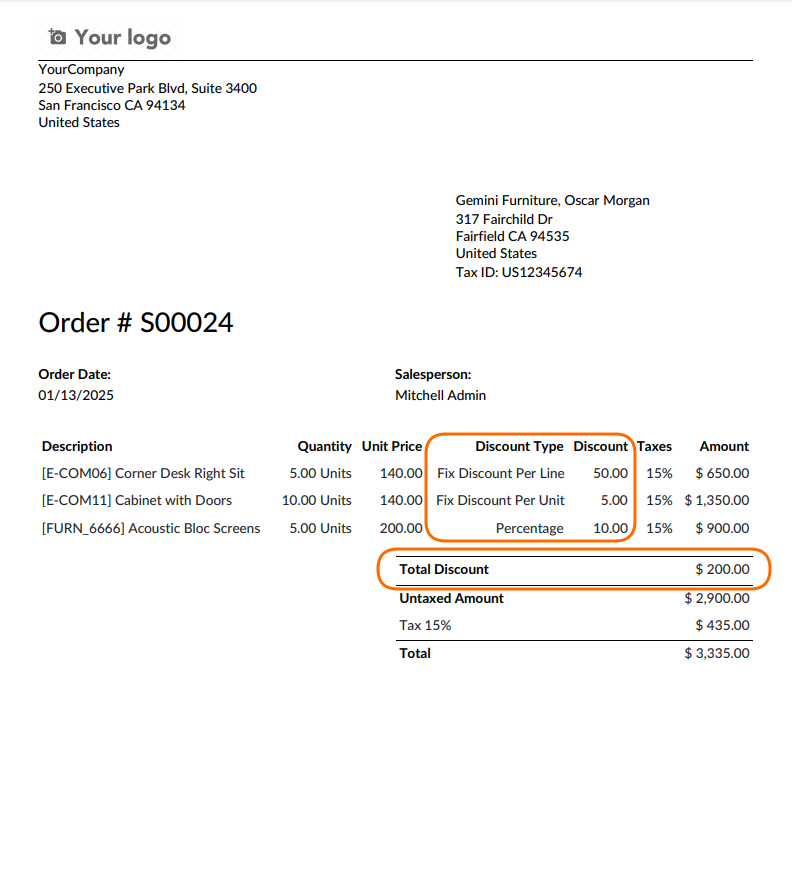 Your logo
YourCompany
250 Executive Park Blvd, Suite 3400
San Francisco CA 94134
United States
Gemini Furniture, Oscar Morgan
317 Fairchild Dr
Fairfield CA 94535
United States
Tax ID: US12345674
Order # S00024
Order Date: Salesperson:
01/13/2025 Mitchell Admin
Description Quantity Unit Price Discount Type Discount Taxes Amount
[E-COM06] Corner Desk Right Sit 5.00 Units 140.00 Fix Discount Per Line 50.00 15% $ 650.00
[E-COM11] Cabinet with Doors 10.00 Units 140.00 Fix Discount Per Unit 5.00 15% $ 1,350.00
[FURN_6666] Acoustic Bloc Screens 5.00 Units 200.00 Percentage 10.00 15% $ 900.00
Total Discount $ 200.00
Untaxed Amount $ 2,900.00
Tax 15% $ 435.00
Total $ 3,335.00